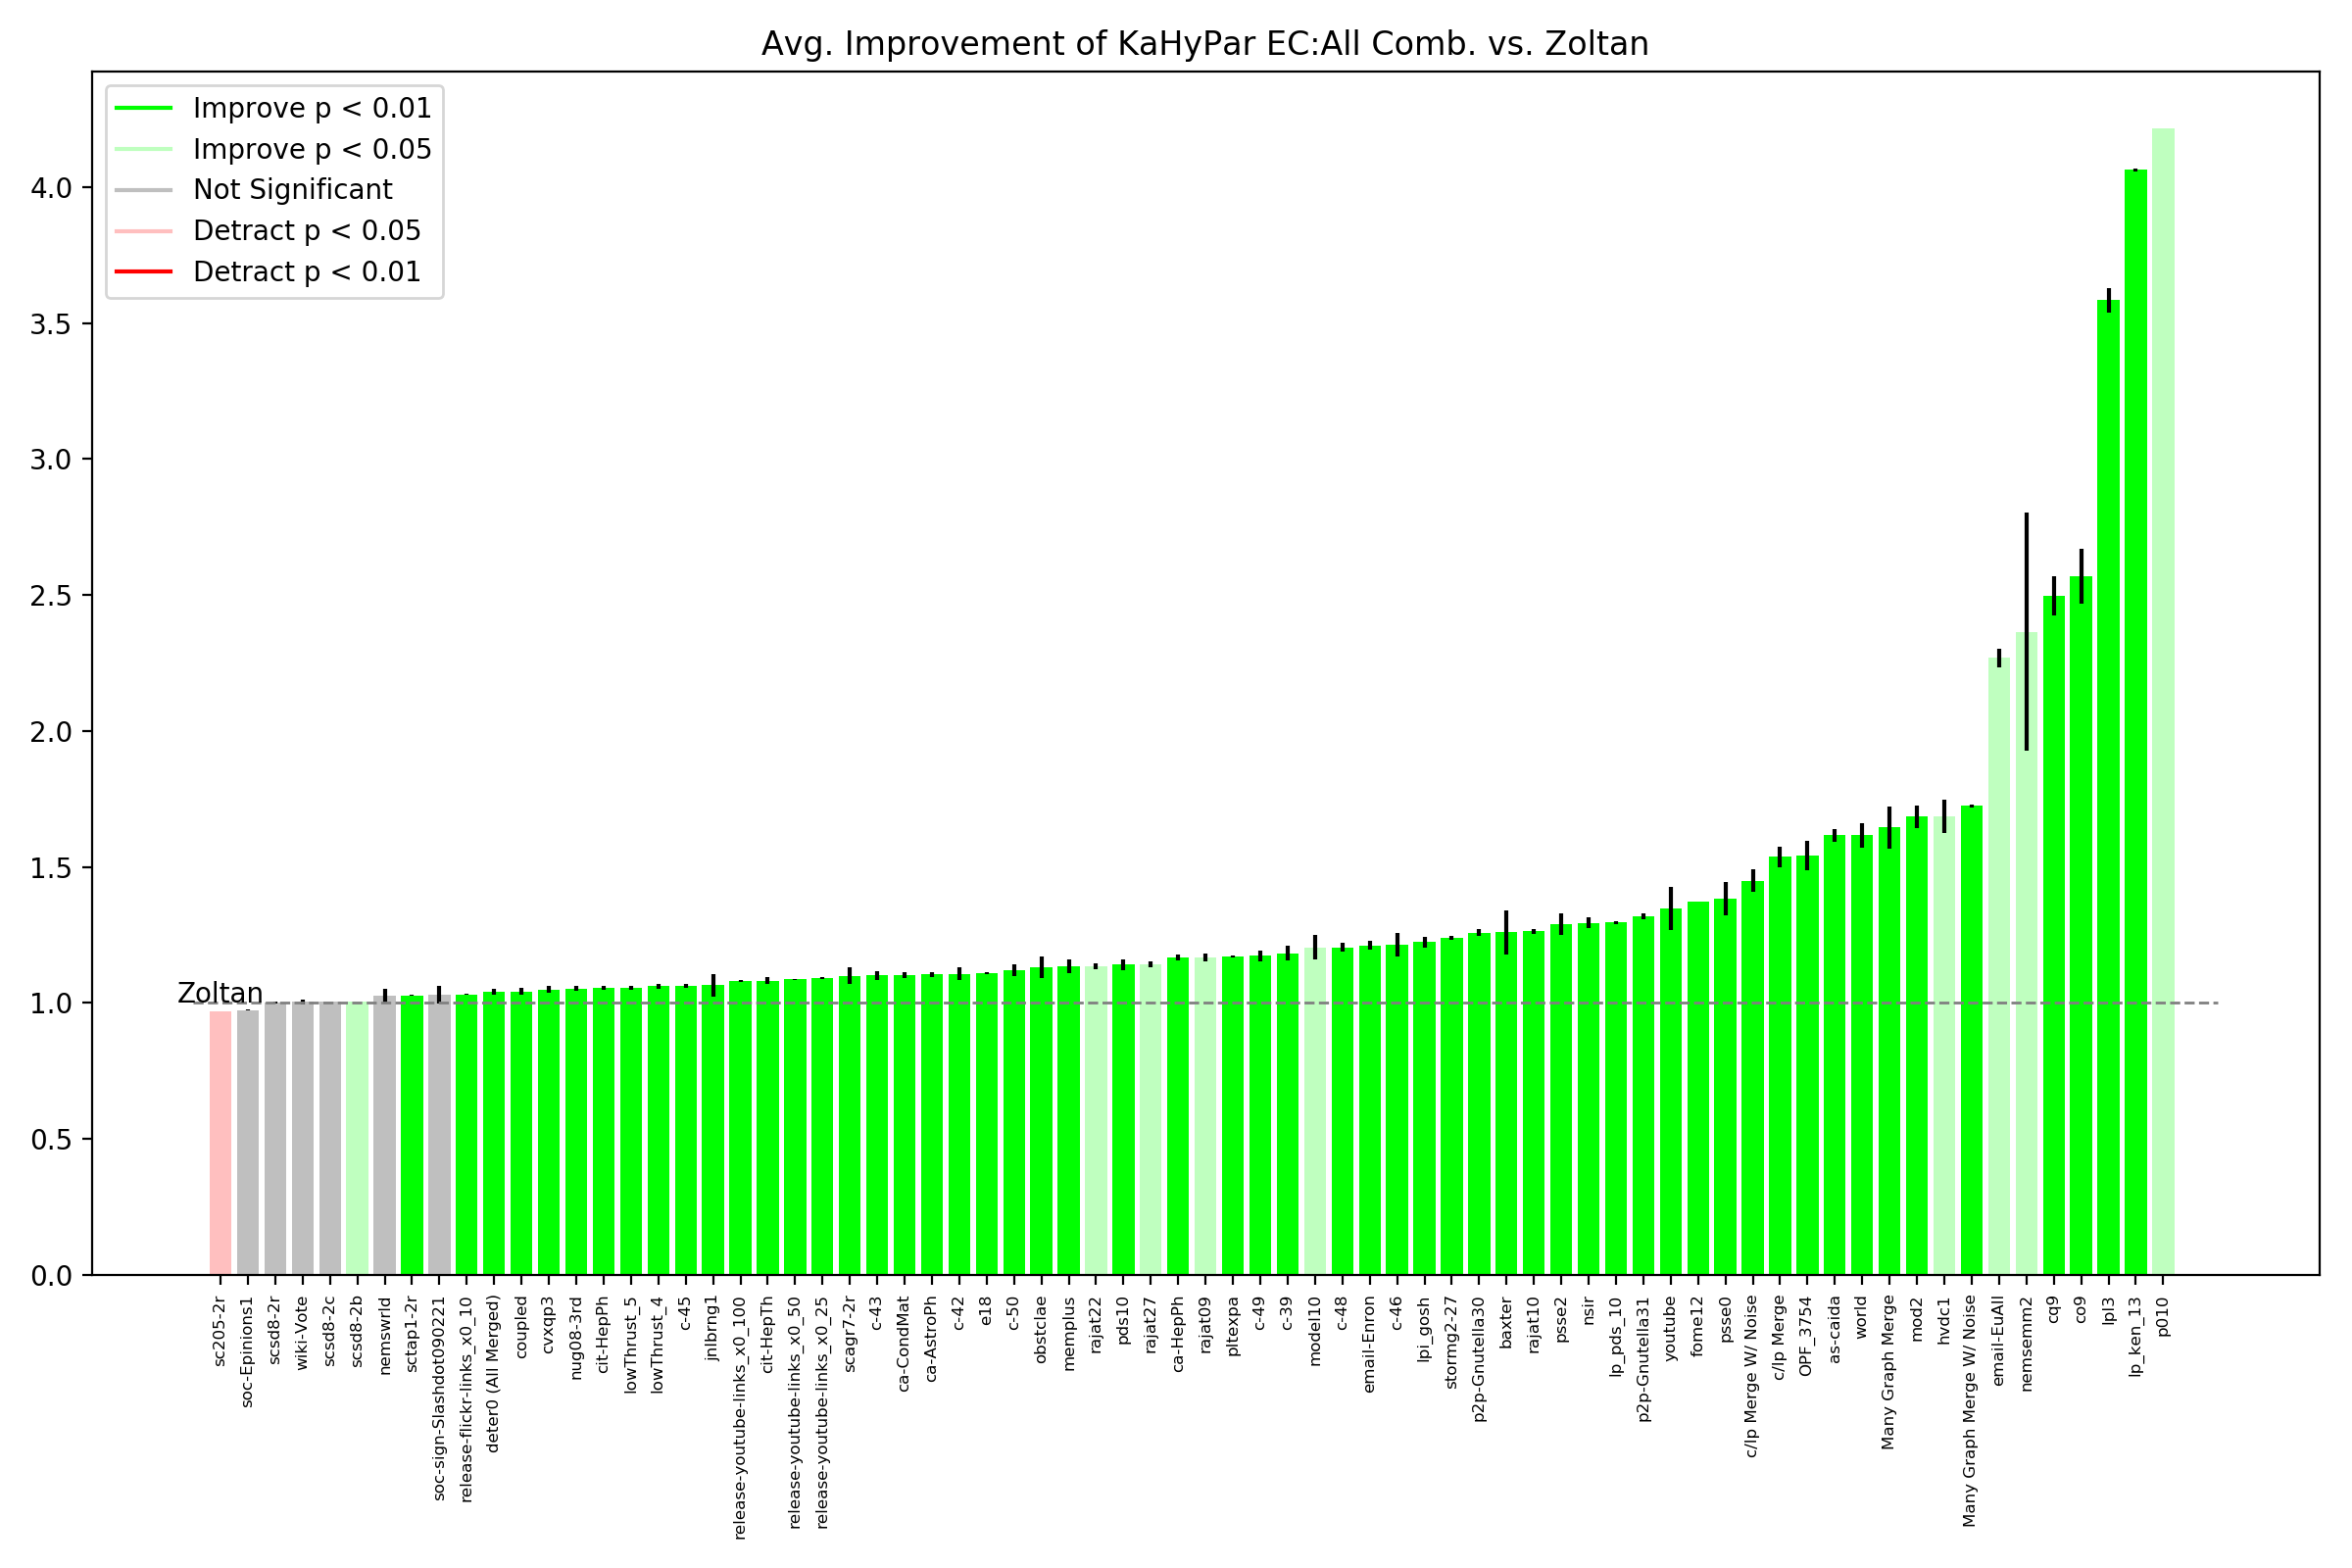 Avg. Improvement of KaHyPar EC:All Comb. vs. Zoltan
Improve p < 0.01
Improve p < 0.05
Not Significant
Detract p < 0.05
Detract p < 0.01
4.0
3.5
3.0
2.5
2.0
1.5
1.0
0.5
0.0
Zoltan
sc205-2r
soc-Epinions1
scsd8-2r
wiki-Vote
scsd8-2c
scsd8-2b
nemswrld
sctap1-2r
soc-sign-Slashdot090221
release-flickr-links_x0_10
deter0 (All Merged)
coupled
cvxqp3
nug08-3rd
cit-HepPh
lowThrust_5
lowThrust_4
c-45
jnlbrng1
release-youtube-links_x0_100
cit-HepTh
release-youtube-links_x0_50
release-youtube-links_x0_25
scagr7-2r
c-43
ca-CondMat
ca-AstroPh
c-42
e18
c-50
obstclae
memplus
rajat22
pds10
rajat27
ca-HepPh
rajat09
pltexpa
c-49
c-39
model10
c-48
email-Enron
c-46
lpi_gosh
stormg2-27
p2p-Gnutella30
baxter
rajat10
psse2
nsir
lp_pds_10
p2p-Gnutella31
youtube
fome12
psse0
c/lp Merge W/ Noise
c/lp Merge
OPF_3754
as-caida
world
Many Graph Merge
mod2
hvdc1
Many Graph Merge W/ Noise
email-EuAll
nemsemm2
cq9
co9
lpl3
lp_ken_13
p010